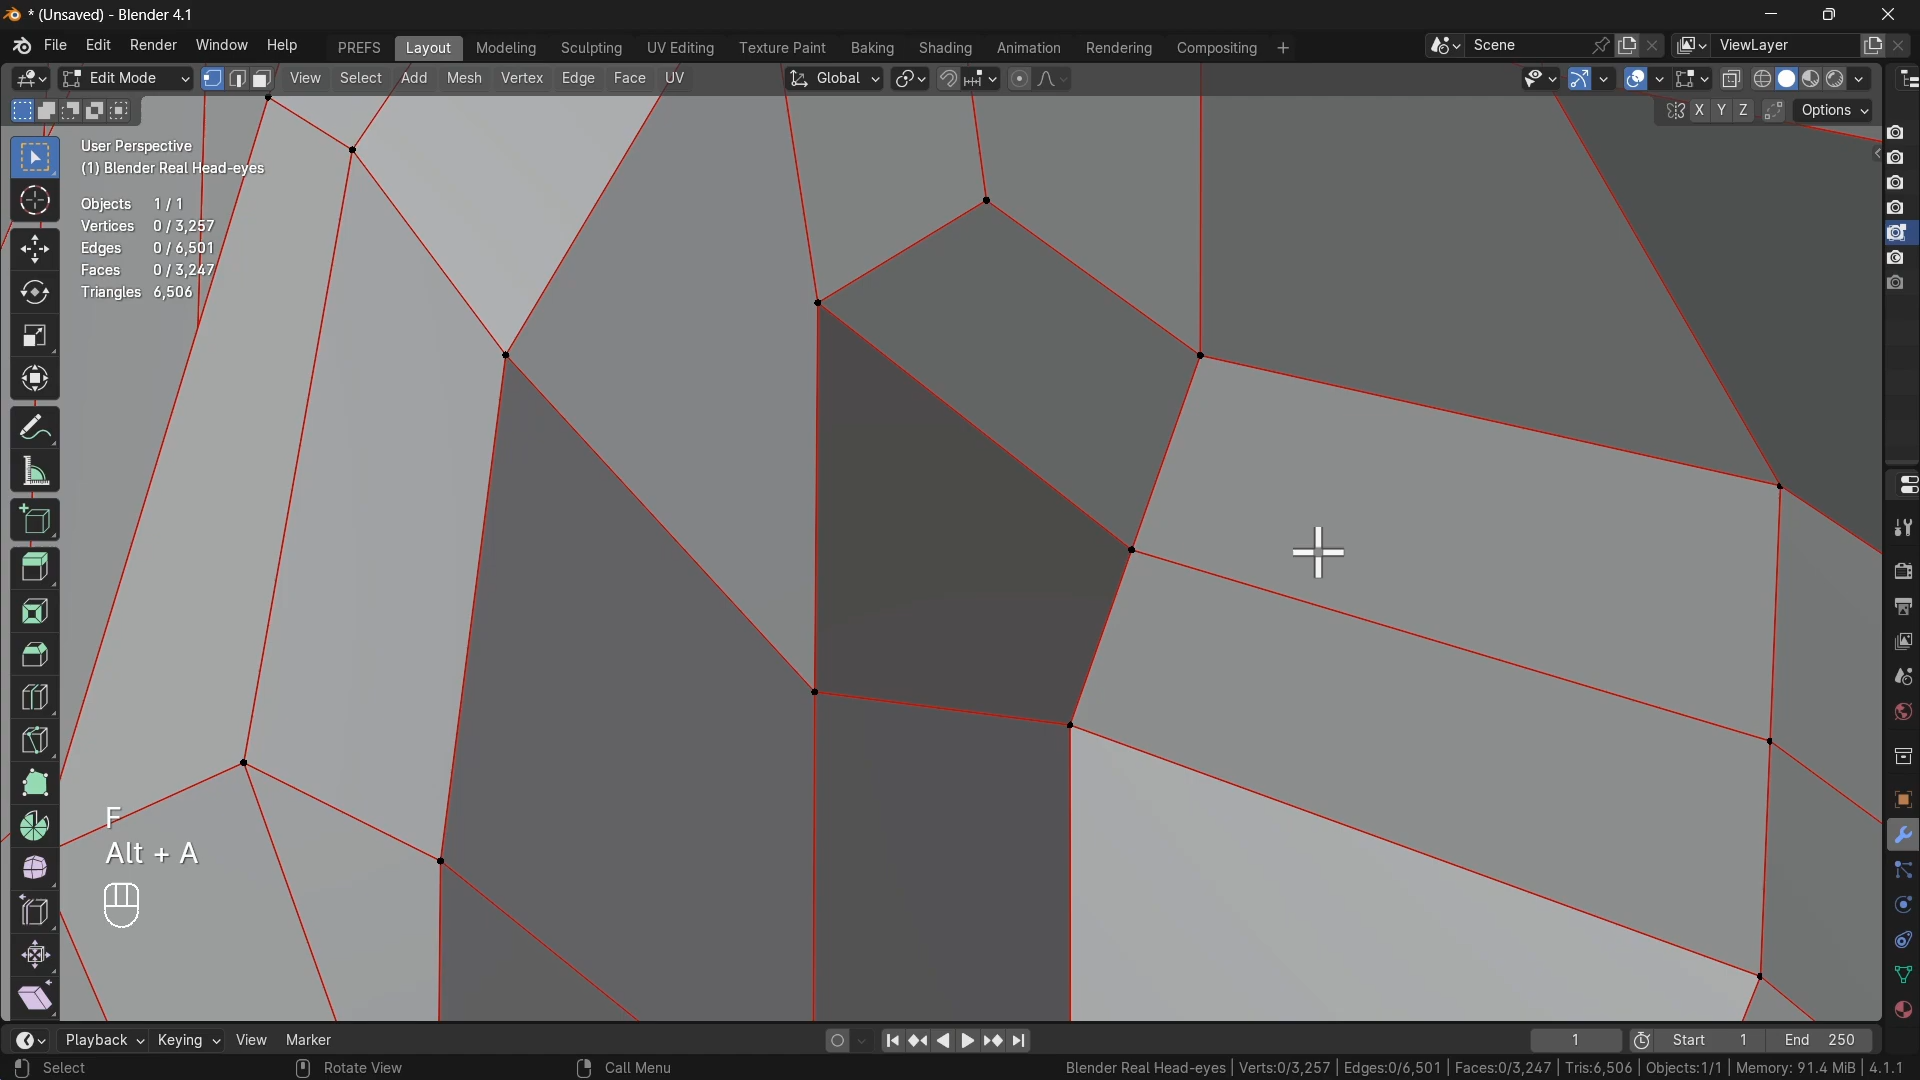 * (Unsaved) - Blender 4.1
File Edit Render Window Help PREFS Layout Modeling Sculpting UV Editing Texture Paint Baking Shading Animation Rendering Compositing + Scene ViewLayer
Edit Mode View Select Add Mesh Vertex Edge Face UV Global
X Y Z Options
User Perspective
(1) Blender Real Head-eyes
Objects 1 / 1
Vertices 0 / 3,257
Edges 0 / 6,501
Faces 0 / 3,247
Triangles 6,506
F
Alt + A
Playback Keying View Marker 1 Start 1 End 250
Select Rotate View Call Menu Blender Real Head-eyes | Verts:0/3,257 | Edges:0/6,501 | Faces:0/3,247 | Tris:6,506 | Objects:1/1 | Memory: 91.4 MiB | 4.1.1